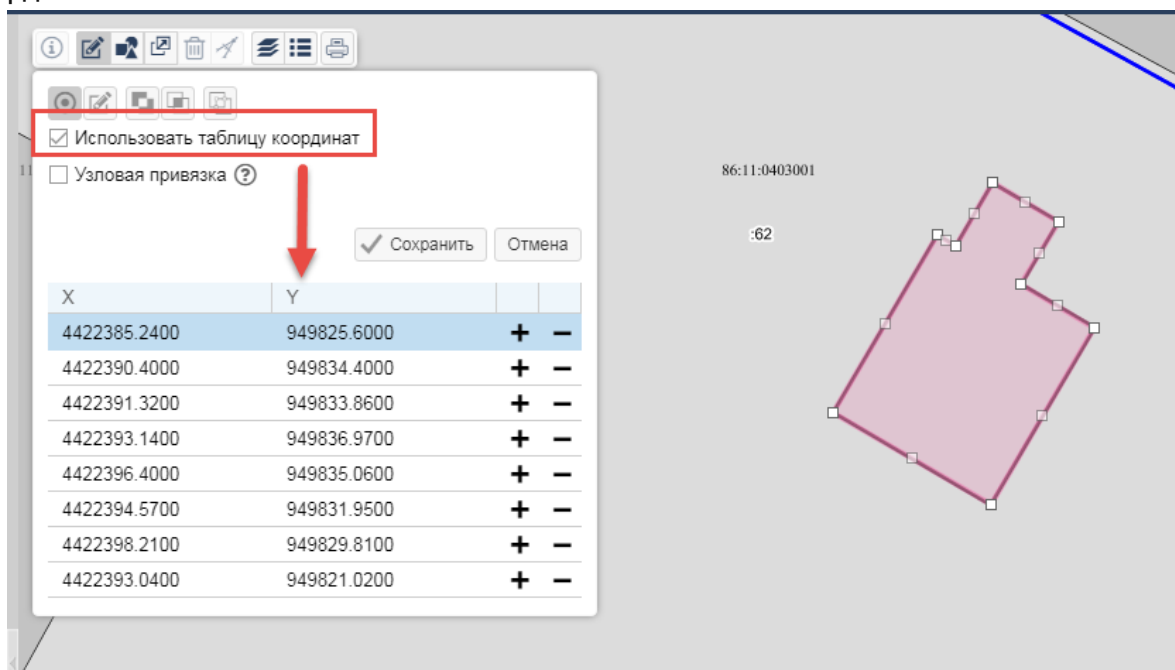 Использовать таблицу координат
Узловая привязка ?
Сохранить Отмена
X Y
4422385.2400 949825.6000 + −
4422390.4000 949834.4000 + −
4422391.3200 949833.8600 + −
4422393.1400 949836.9700 + −
4422396.4000 949835.0600 + −
4422394.5700 949831.9500 + −
4422398.2100 949829.8100 + −
4422393.0400 949821.0200 + −
86:11:0403001
:62